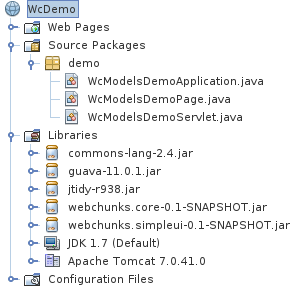 WcDemo
Web Pages
Source Packages
demo
WcModelsDemoApplication.java
WcModelsDemoPage.java
WcModelsDemoServlet.java
Libraries
commons-lang-2.4.jar
guava-11.0.1.jar
jtidy-r938.jar
webchunks.core-0.1-SNAPSHOT.jar
webchunks.simpleui-0.1-SNAPSHOT.jar
JDK 1.7 (Default)
Apache Tomcat 7.0.41.0
Configuration Files